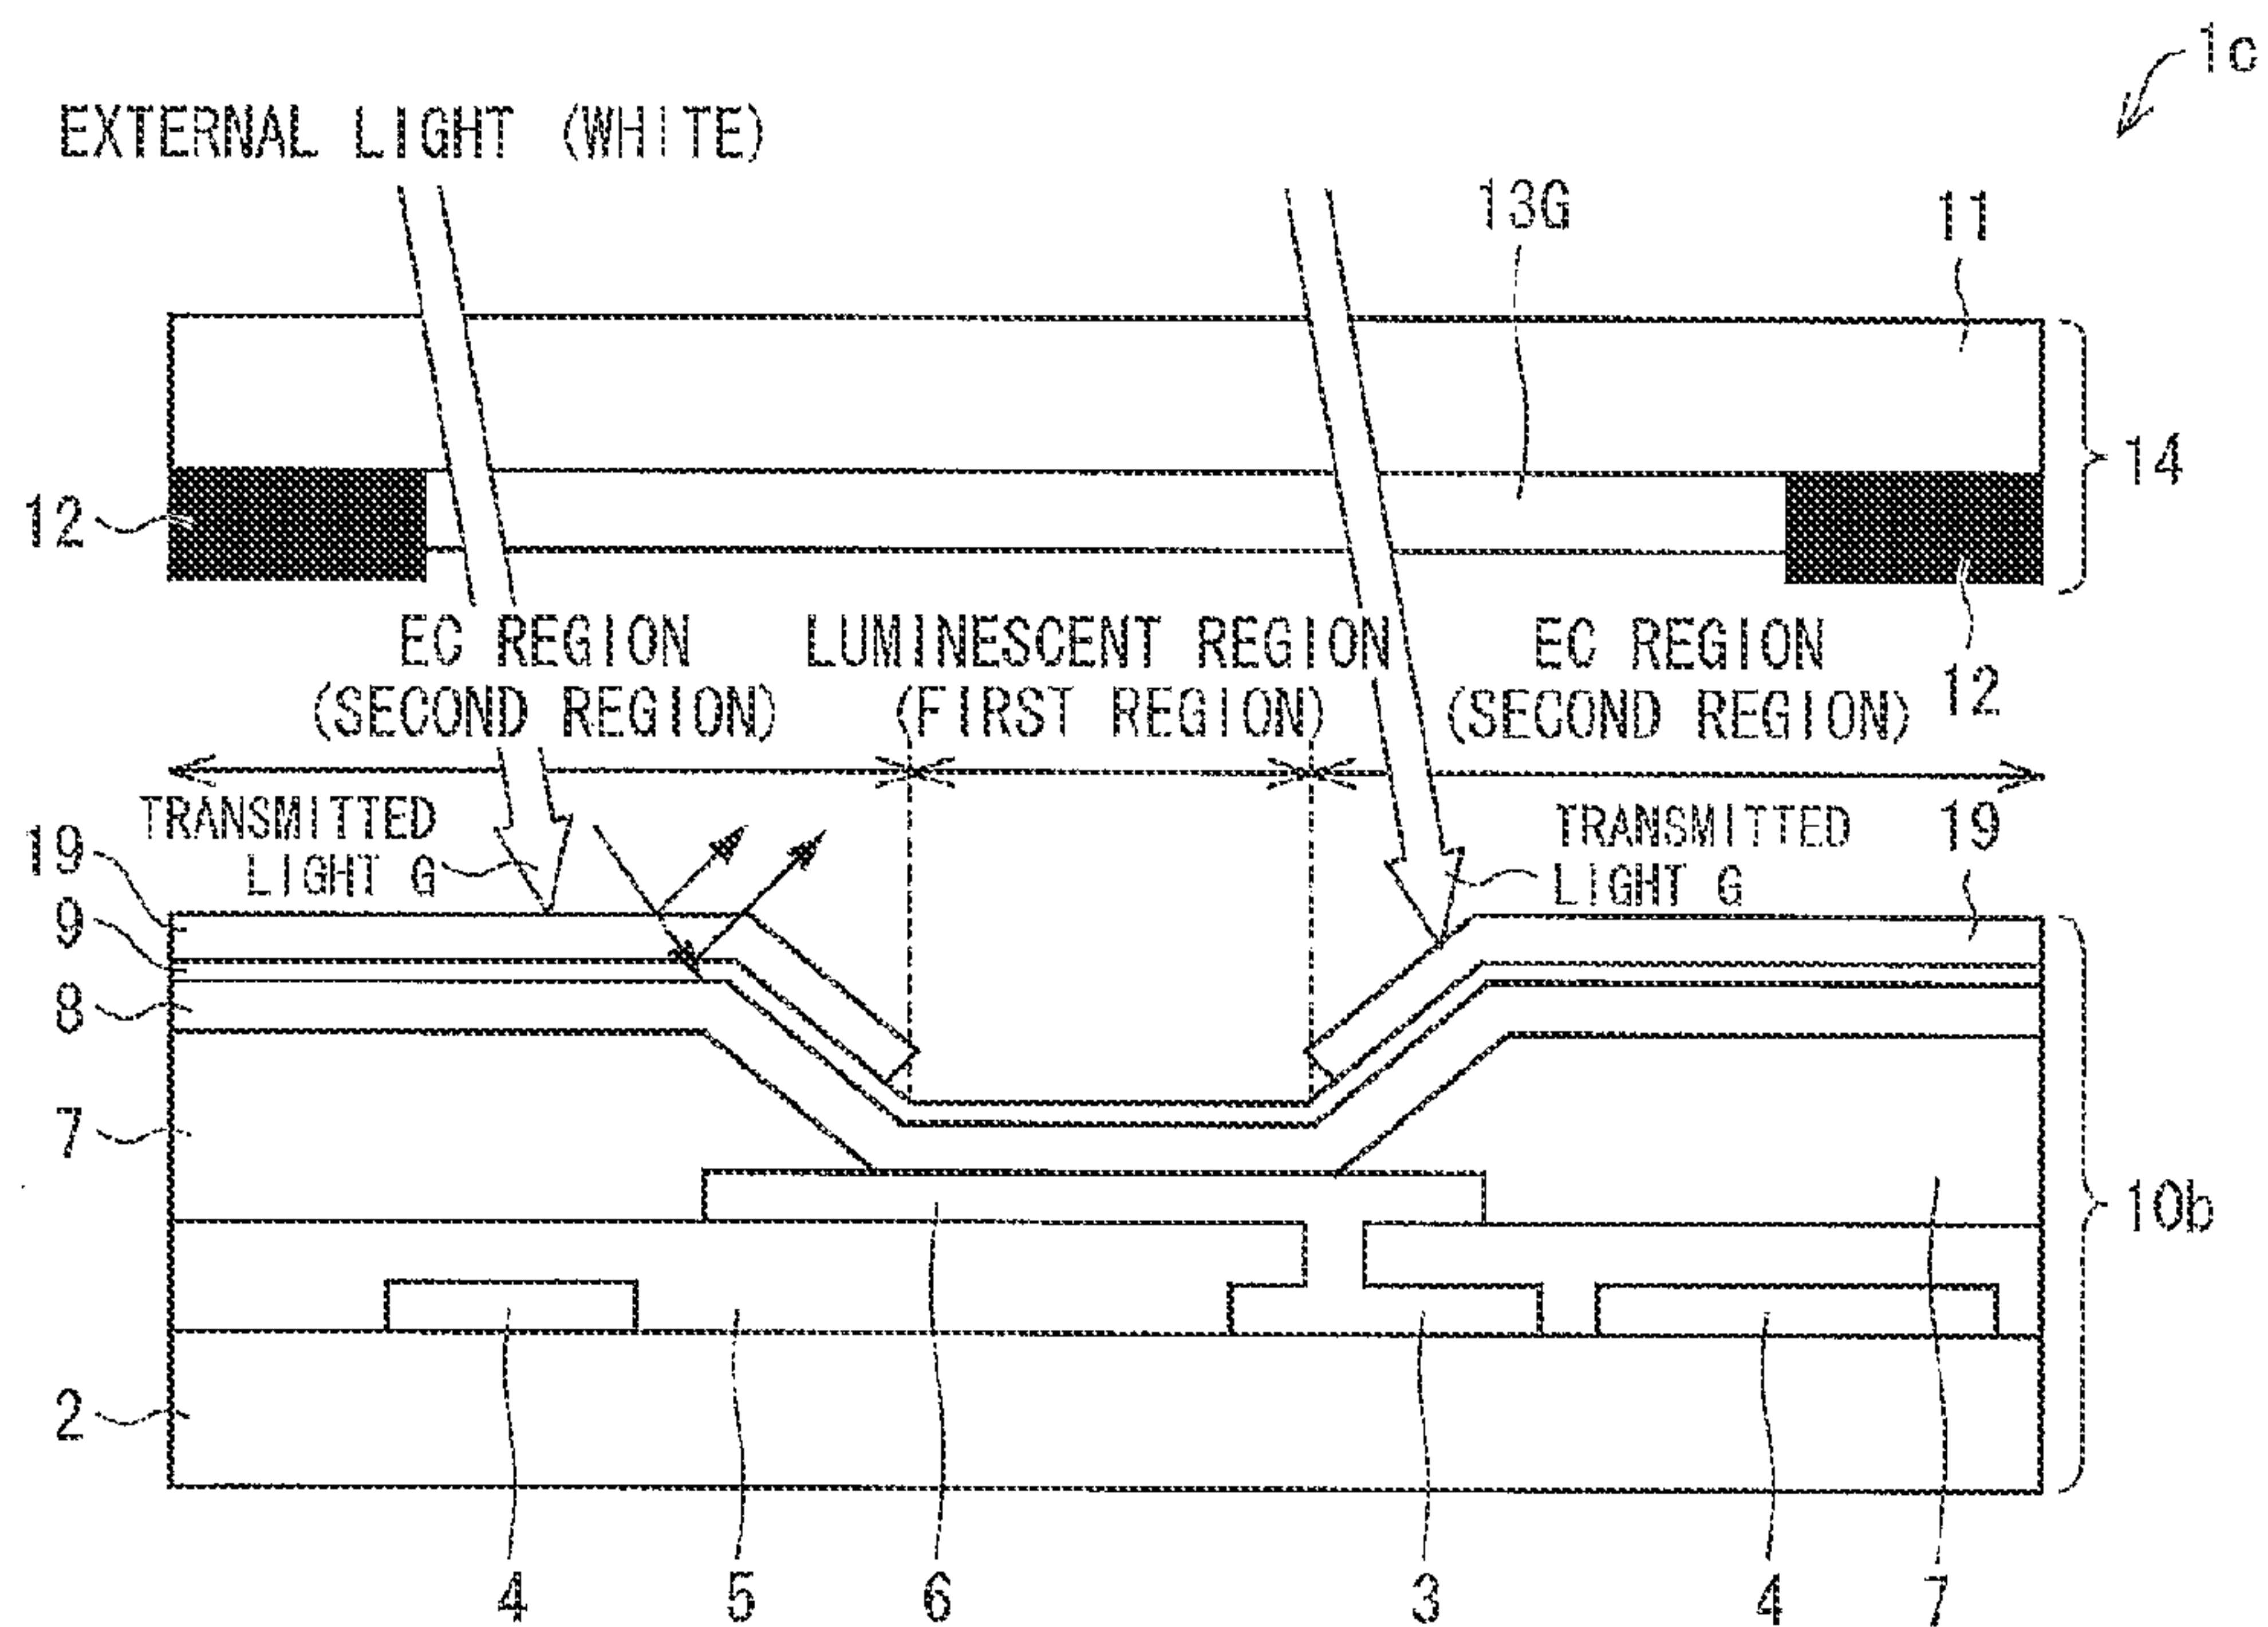 1c
EXTERNAL LIGHT (WHITE)
13G
11
14
12
EC REGION
(SECOND REGION)
LUMINESCENT REGION
(FIRST REGION)
EC REGION
(SECOND REGION)
12
TRANSMITTED
LIGHT G
TRANSMITTED
LIGHT G
19
19
9
8
7
10b
2
4
5
6
3
4
7